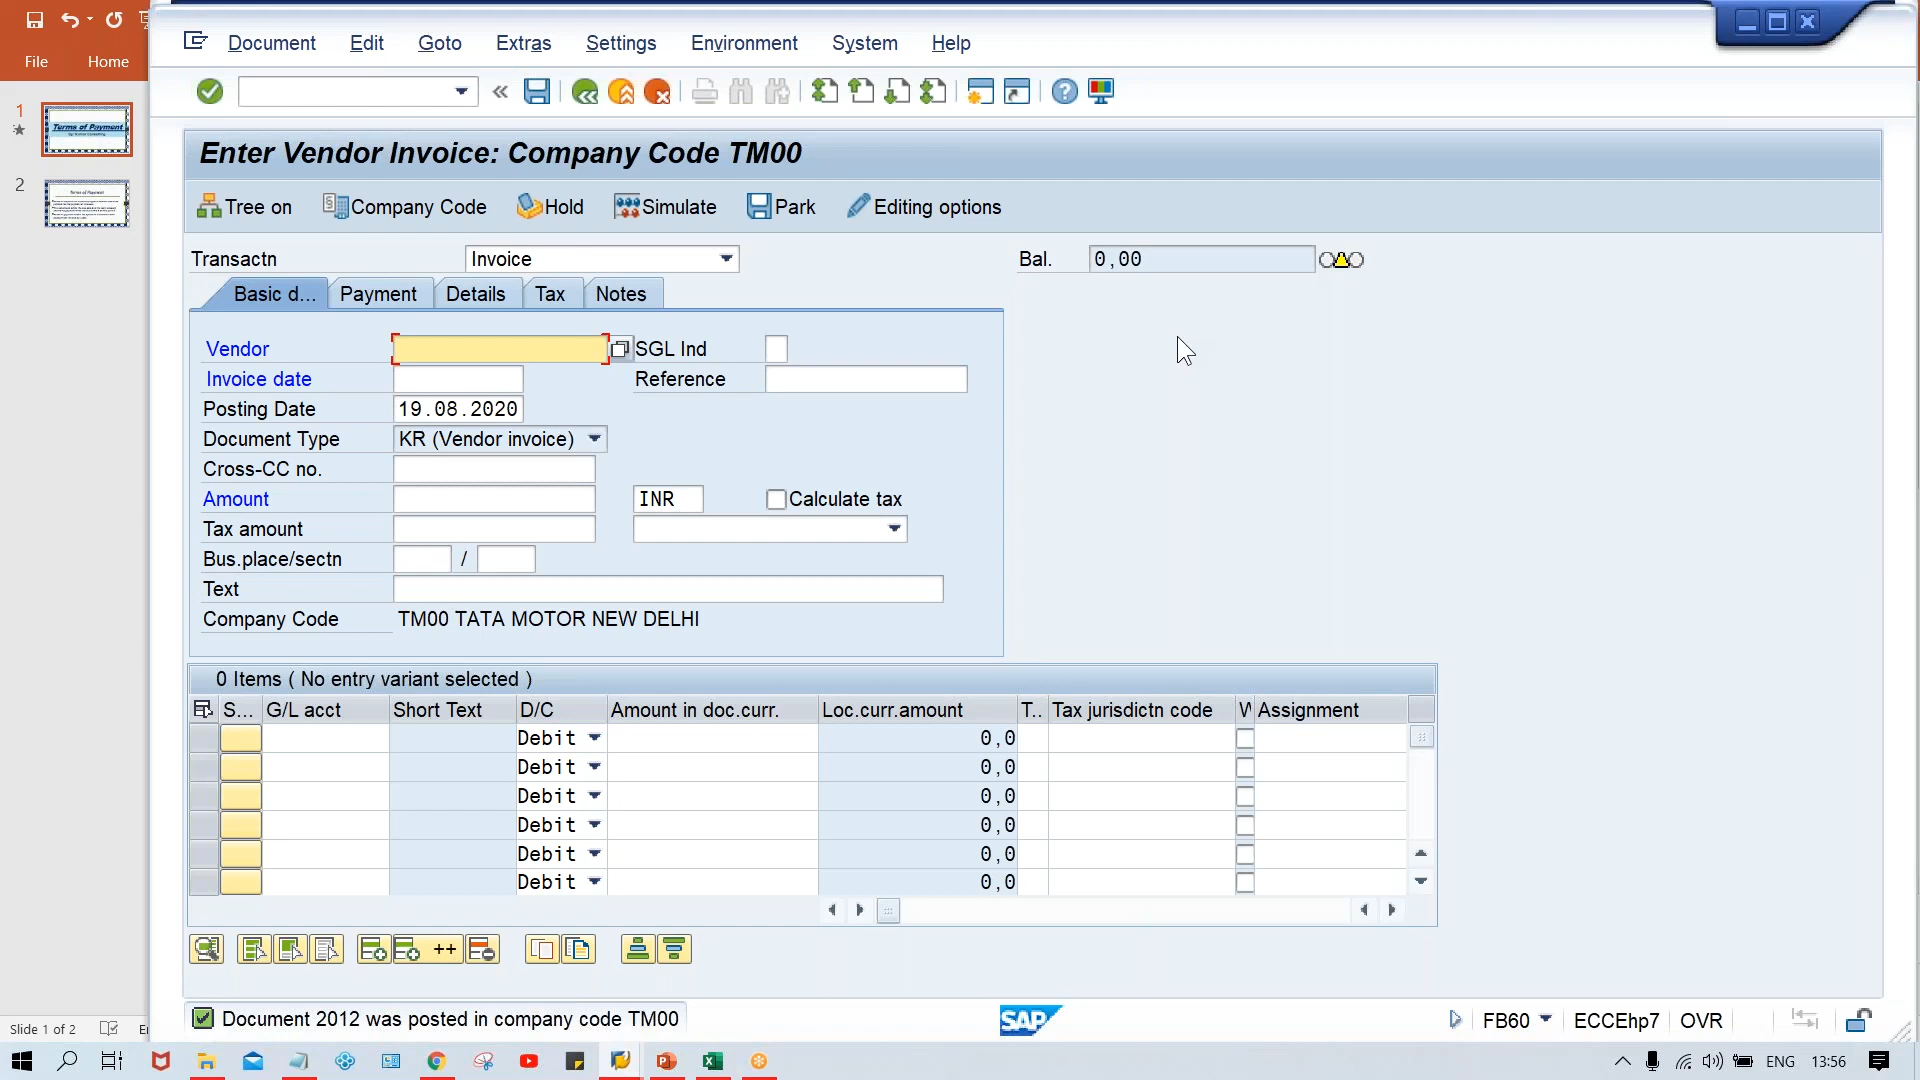 File Home
1
Terms of Payment
2
Slide 1 of 2
Document Edit Goto Extras Settings Environment System Help
Enter Vendor Invoice: Company Code TM00
Tree on Company Code Hold Simulate Park Editing options
Transactn Invoice Bal. 0,00
Basic d... Payment Details Tax Notes
Vendor SGL Ind
Invoice date Reference
Posting Date 19.08.2020
Document Type KR (Vendor invoice)
Cross-CC no.
Amount INR Calculate tax
Tax amount
Bus.place/sectn /
Text
Company Code TM00 TATA MOTOR NEW DELHI
0 Items ( No entry variant selected )
S... G/L acct Short Text D/C Amount in doc.curr. Loc.curr.amount T.. Tax jurisdictn code W Assignment
Debit 0,0
Debit 0,0
Debit 0,0
Debit 0,0
Debit 0,0
Debit 0,0
++
Document 2012 was posted in company code TM00 SAP FB60 ECCEhp7 OVR
ENG 13:56